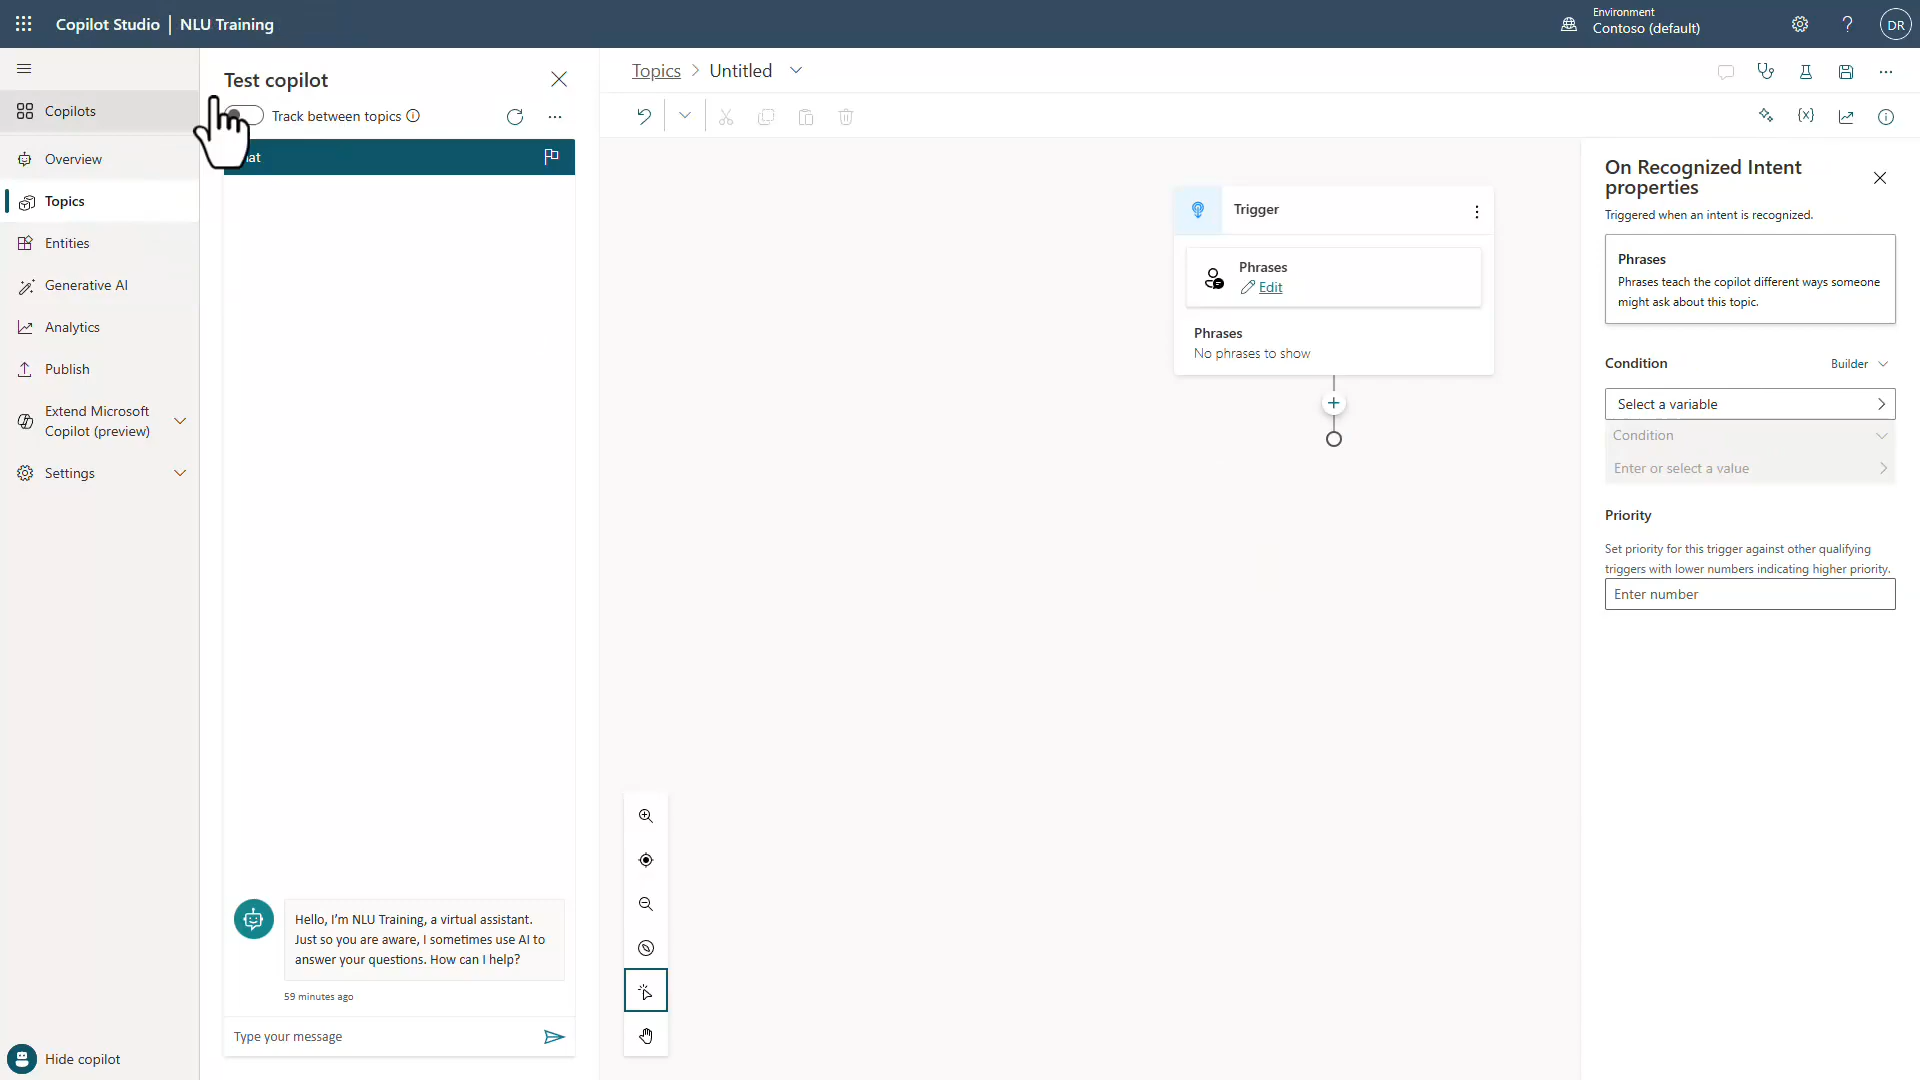 Copilot Studio | NLU Training
Environment
Contoso (default)
DR
Copilots
Overview
Topics
Entities
Generative AI
Analytics
Publish
Extend Microsoft
Copilot (preview)
Settings
Hide copilot
Test copilot
Track between topics
at
Hello, I'm NLU Training, a virtual assistant.
Just so you are aware, I sometimes use AI to
answer your questions. How can I help?
59 minutes ago
Type your message
Topics > Untitled
Trigger
Phrases
Edit
Phrases
No phrases to show
On Recognized Intent
properties
Triggered when an intent is recognized.
Phrases
Phrases teach the copilot different ways someone
might ask about this topic.
Condition
Builder
Select a variable
Condition
Enter or select a value
Priority
Set priority for this trigger against other qualifying
triggers with lower numbers indicating higher priority.
Enter number